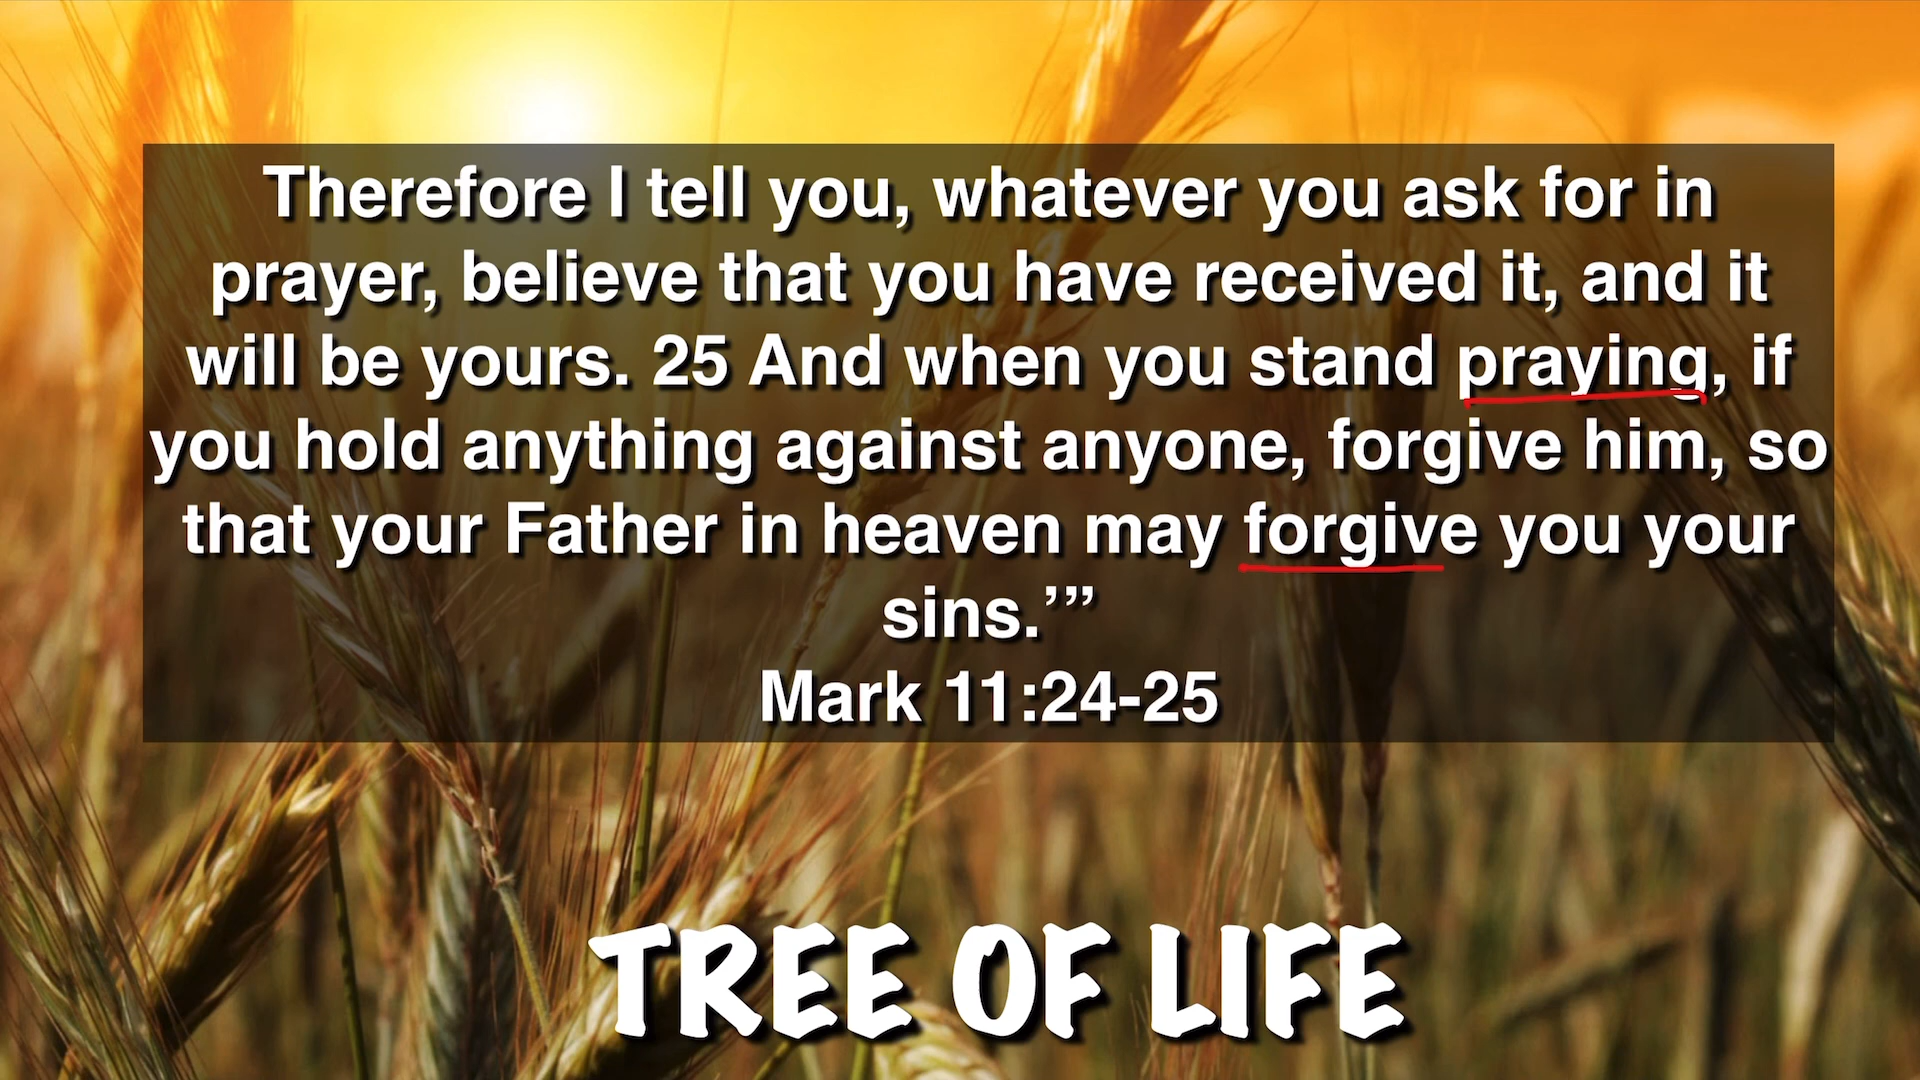 Therefore I tell you, whatever you ask for in
prayer, believe that you have received it, and it
will be yours. 25 And when you stand praying, if
you hold anything against anyone, forgive him, so
that your Father in heaven may forgive you your
sins.’”
Mark 11:24-25
TREE OF LIFE